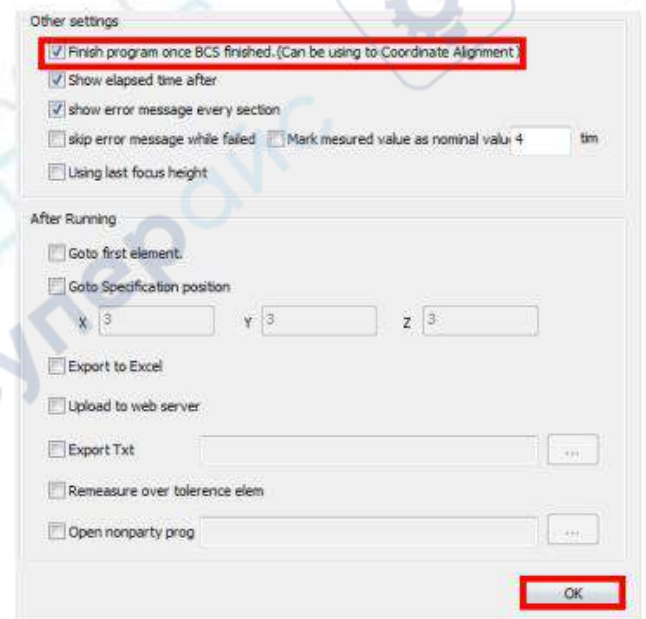 Other settings
Finish program once BCS finished.(Can be using to Coordinate Alignment)
Show elapsed time after
show error message every section
skip error message while failed Mark mesured value as nominal valu 4 tim
Using last focus height
After Running
Goto first element.
Goto Specification position
X 3 Y 3 Z 3
Export to Excel
Upload to web server
Export Txt ...
Remeasure over tolerence elem
Open nonparty prog ...
OK